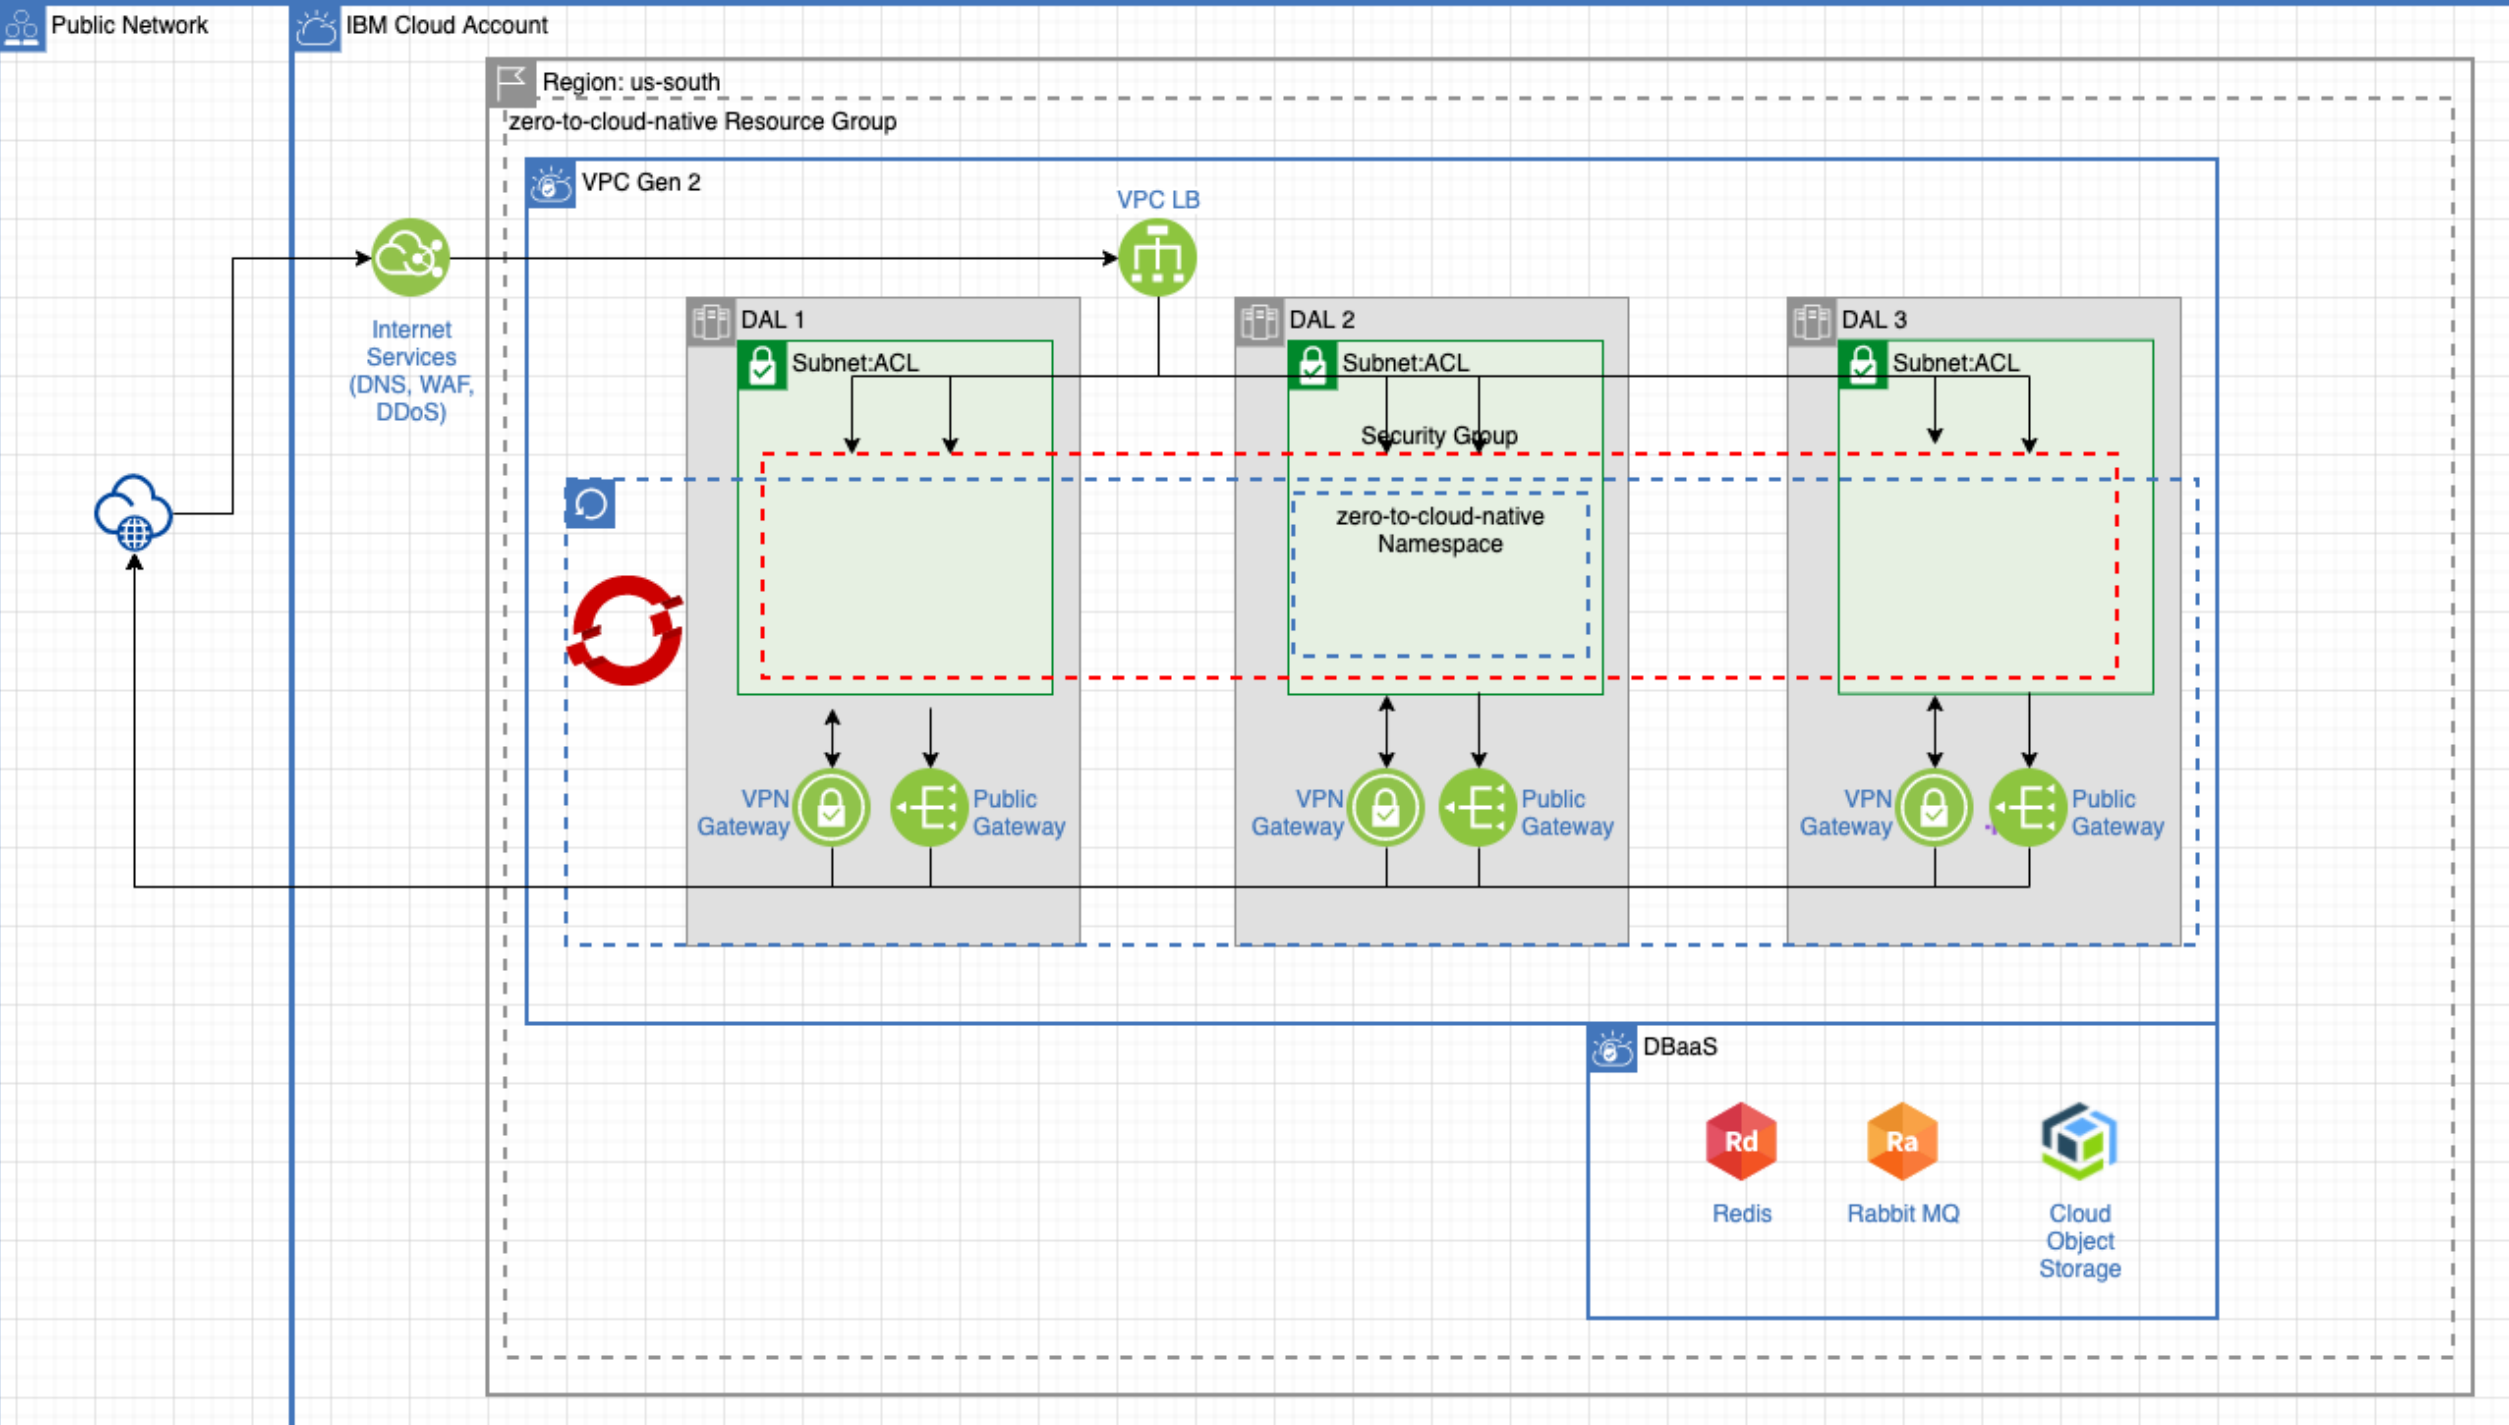 Public Network
IBM Cloud Account
Region: us-south
zero-to-cloud-native Resource Group
VPC Gen 2
VPC LB
Internet
Services
(DNS, WAF,
DDoS)
DAL 1
Subnet:ACL
DAL 2
Subnet:ACL
DAL 3
Subnet:ACL
Security Group
zero-to-cloud-native
Namespace
VPN
Gateway
Public
Gateway
VPN
Gateway
Public
Gateway
VPN
Gateway
Public
Gateway
DBaaS
Rd
Redis
Ra
Rabbit MQ
Cloud
Object
Storage